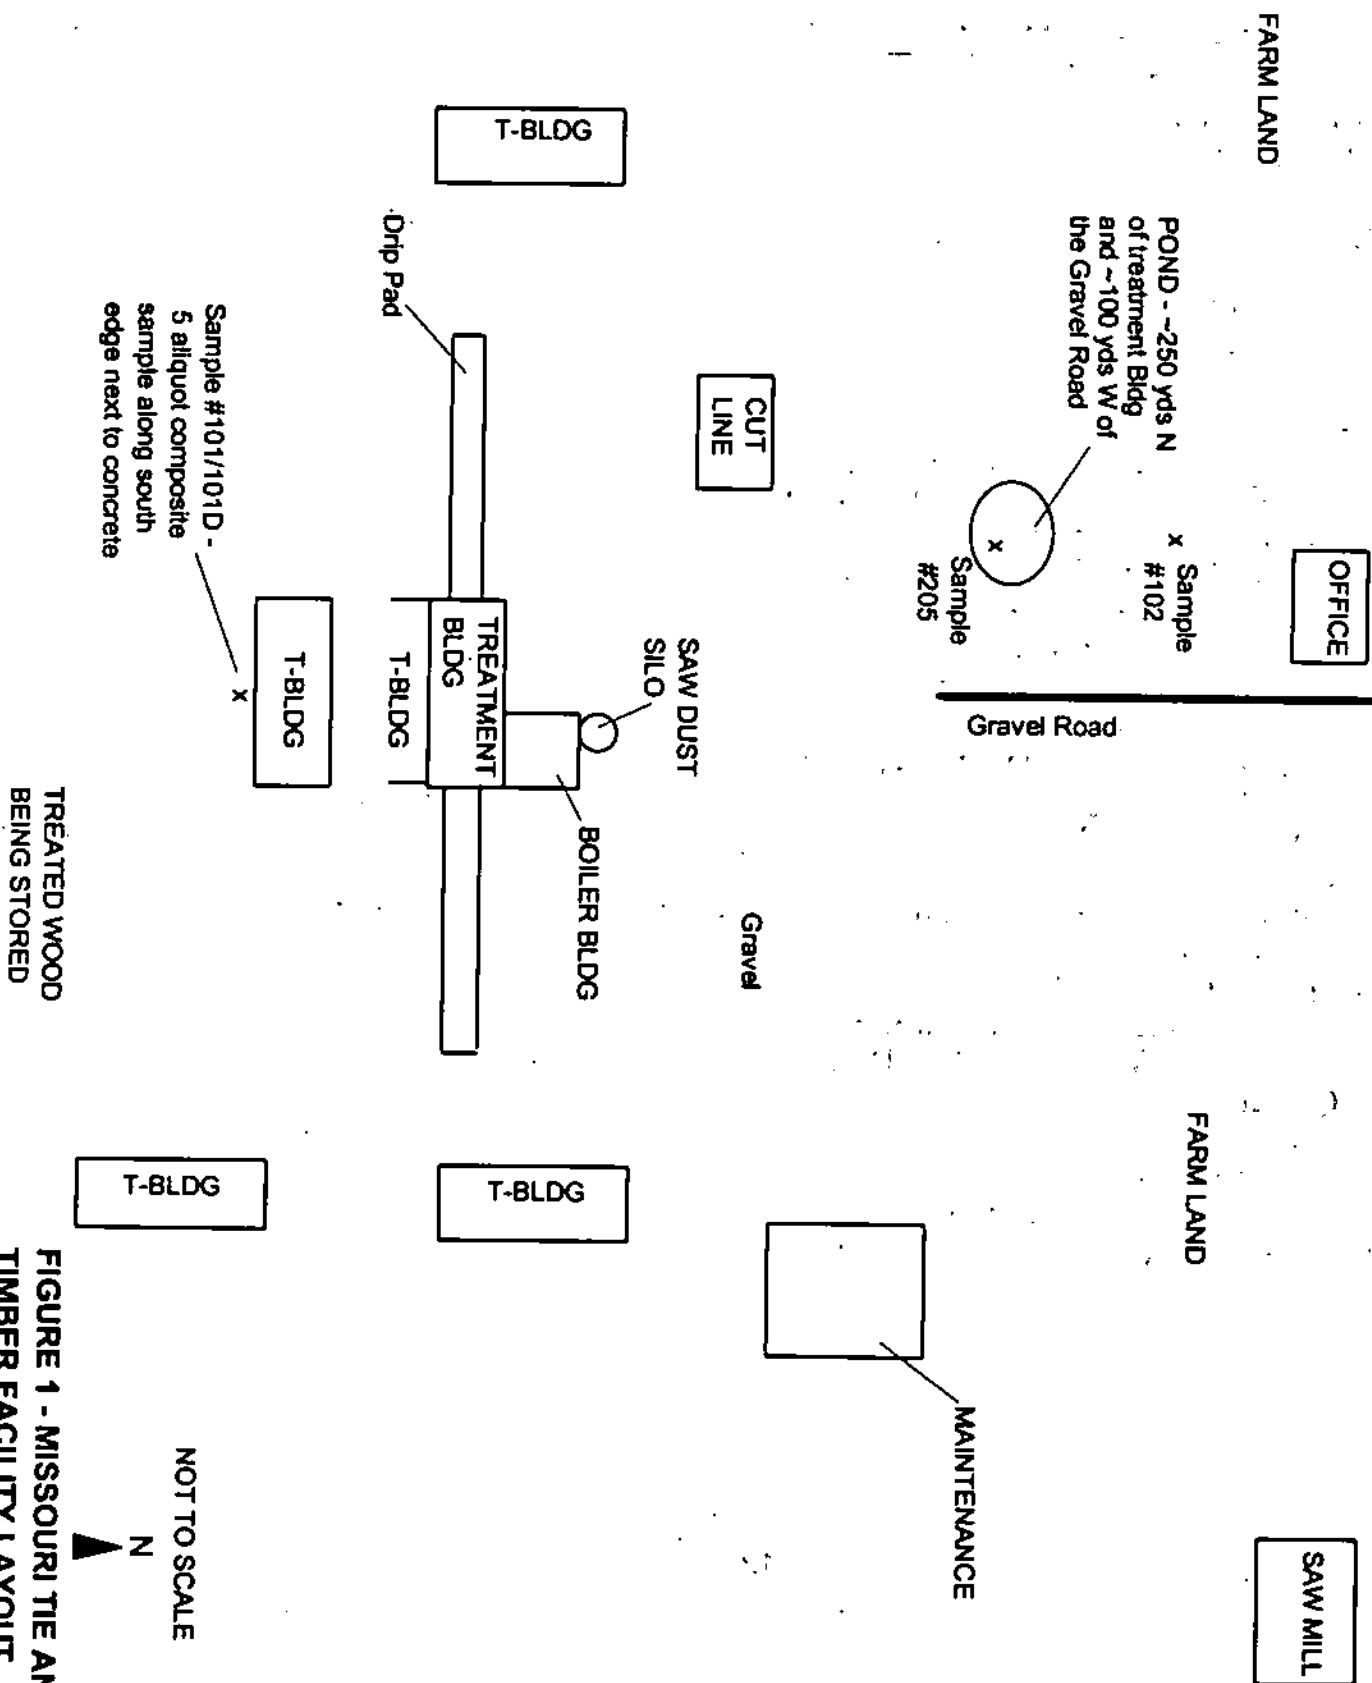 FARM LAND
OFFICE
SAW MILL
POND - ~250 yds N
of treatment Bldg
and ~100 yds W of
the Gravel Road
x Sample
#102
x
Sample
#205
Gravel Road
FARM LAND
MAINTENANCE
CUT
LINE
Gravel
SAW DUST
SILO
BOILER BLDG
T-BLDG
Drip Pad
TREATMENT
BLDG
T-BLDG
T-BLDG
T-BLDG
x
Sample #101/101D -
5 aliquot composite
sample along south
edge next to concrete
T-BLDG
TREATED WOOD
BEING STORED
NOT TO SCALE
N
FIGURE 1 - MISSOURI TIE
TIMBER FACILITY LAYOUT